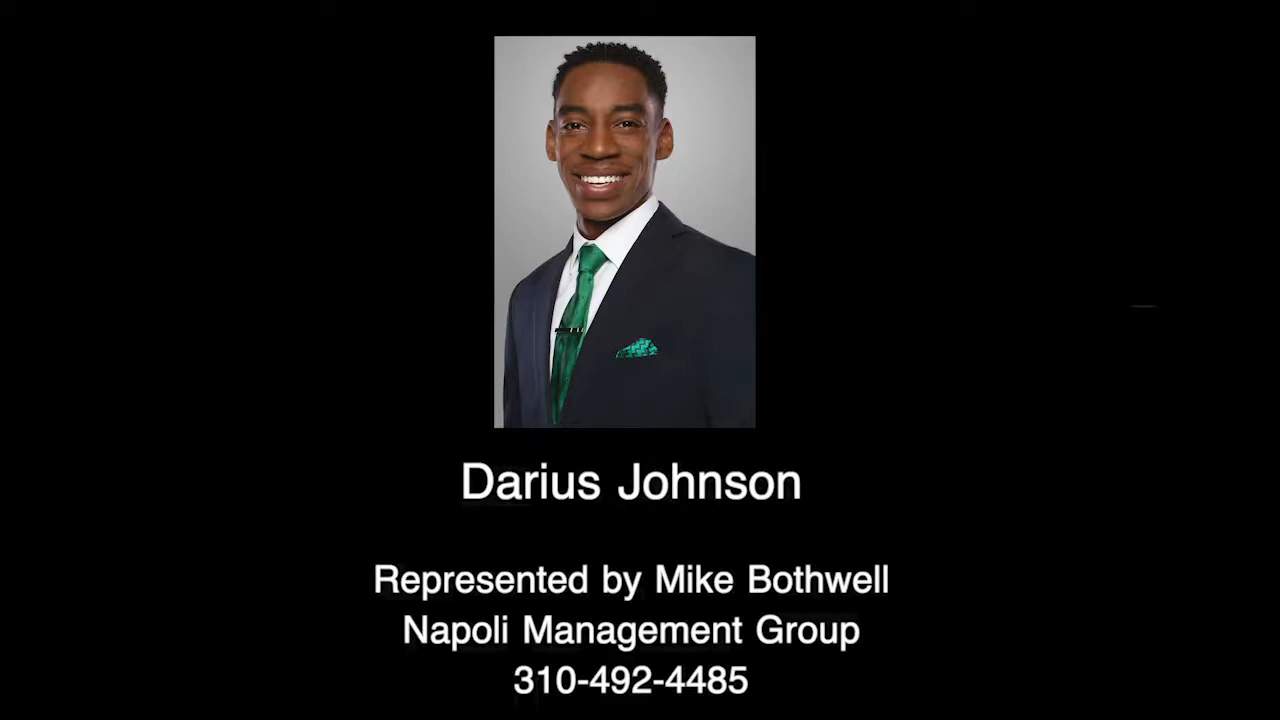 Darius Johnson
Represented by Mike Bothwell
Napoli Management Group
310-492-4485